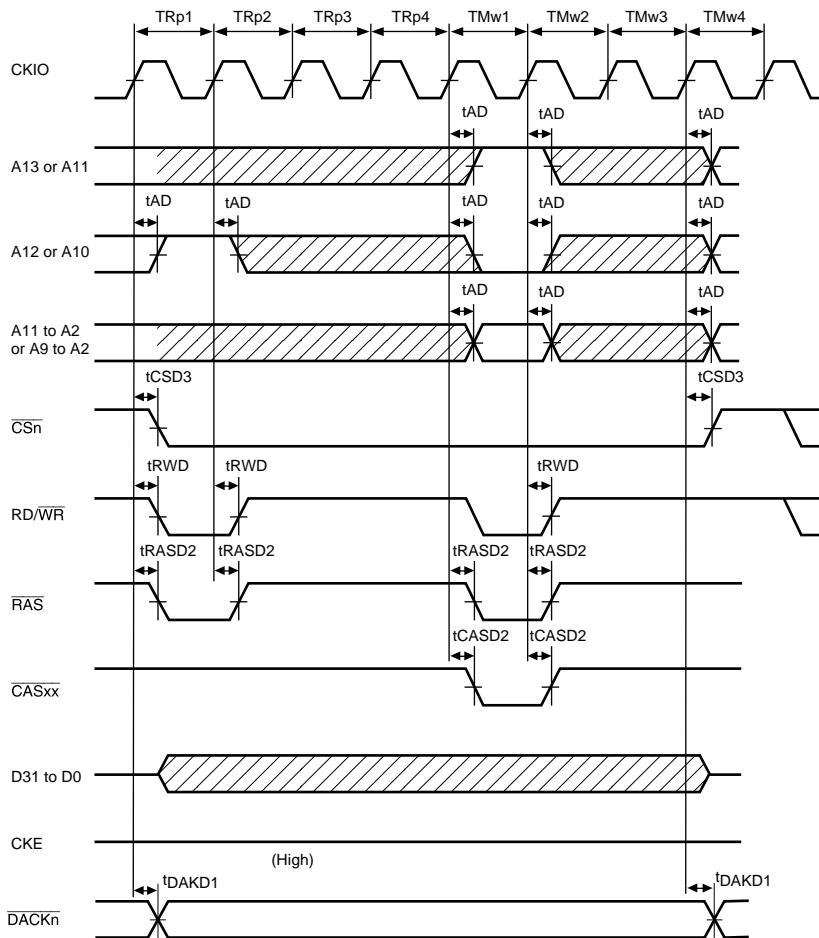 TRp1 TRp2 TRp3 TRp4 TMw1 TMw2 TMw3 TMw4
CKIO
tAD tAD tAD
A13 or A11
tAD tAD tAD tAD tAD
A12 or A10
tAD tAD tAD
A11 to A2
or A9 to A2
tCSD3 tCSD3
CSn
tRWD tRWD tRWD
RD/WR
tRASD2 tRASD2 tRASD2 tRASD2
RAS
tCASD2 tCASD2
CASxx
D31 to D0
CKE
(High)
tDAKD1 tDAKD1
DACKn